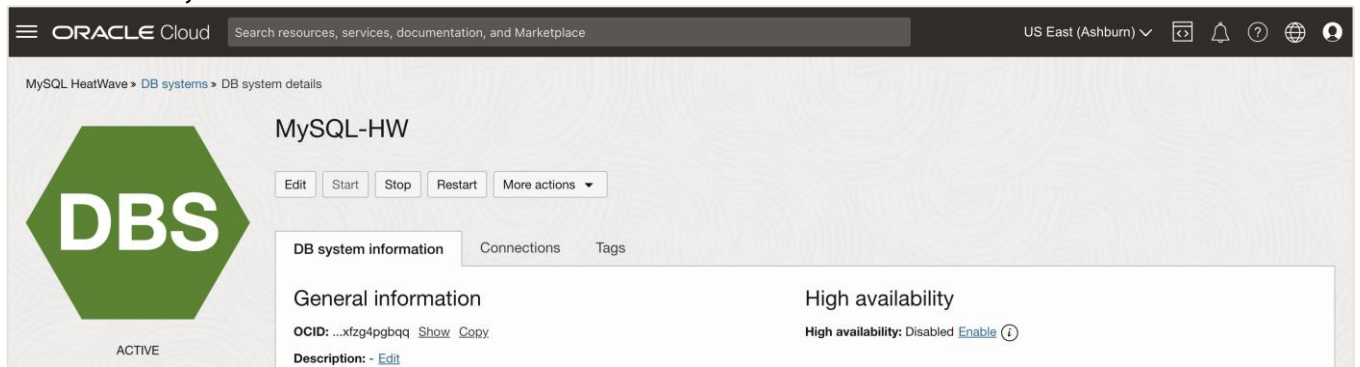 ORACLE Cloud Search resources, services, documentation, and Marketplace US East (Ashburn)
MySQL HeatWave » DB systems » DB system details
MySQL-HW
Edit Start Stop Restart More actions
DBS
DB system information Connections Tags
General information High availability
OCID: ...xfzg4pgbqq Show Copy High availability: Disabled Enable i
ACTIVE
Description: - Edit